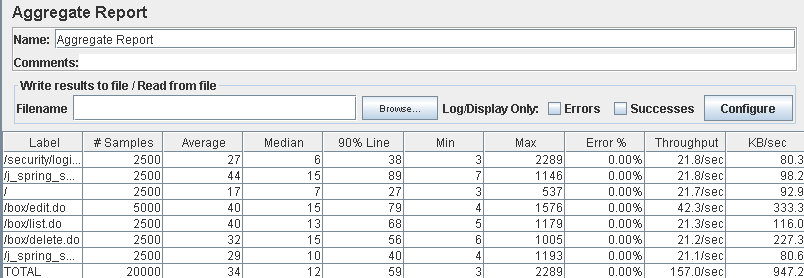 Aggregate Report
Name: Aggregate Report
Comments:
Write results to file / Read from file
Filename Browse... Log/Display Only: Errors Successes Configure
Label # Samples Average Median 90% Line Min Max Error % Throughput KB/sec
/security/logi... 2500 27 6 38 3 2289 0.00% 21.8/sec 80.3
/j_spring_s... 2500 44 15 89 7 1146 0.00% 21.8/sec 98.2
/ 2500 17 7 27 3 537 0.00% 21.7/sec 92.9
/box/edit.do 5000 40 15 79 4 1576 0.00% 42.3/sec 333.3
/box/list.do 2500 40 13 68 5 1179 0.00% 21.3/sec 116.0
/box/delete.do 2500 32 15 56 6 1005 0.00% 21.2/sec 227.3
/j_spring_s... 2500 29 10 40 4 1193 0.00% 21.1/sec 80.6
TOTAL 20000 34 12 59 3 2289 0.00% 157.0/sec 947.2